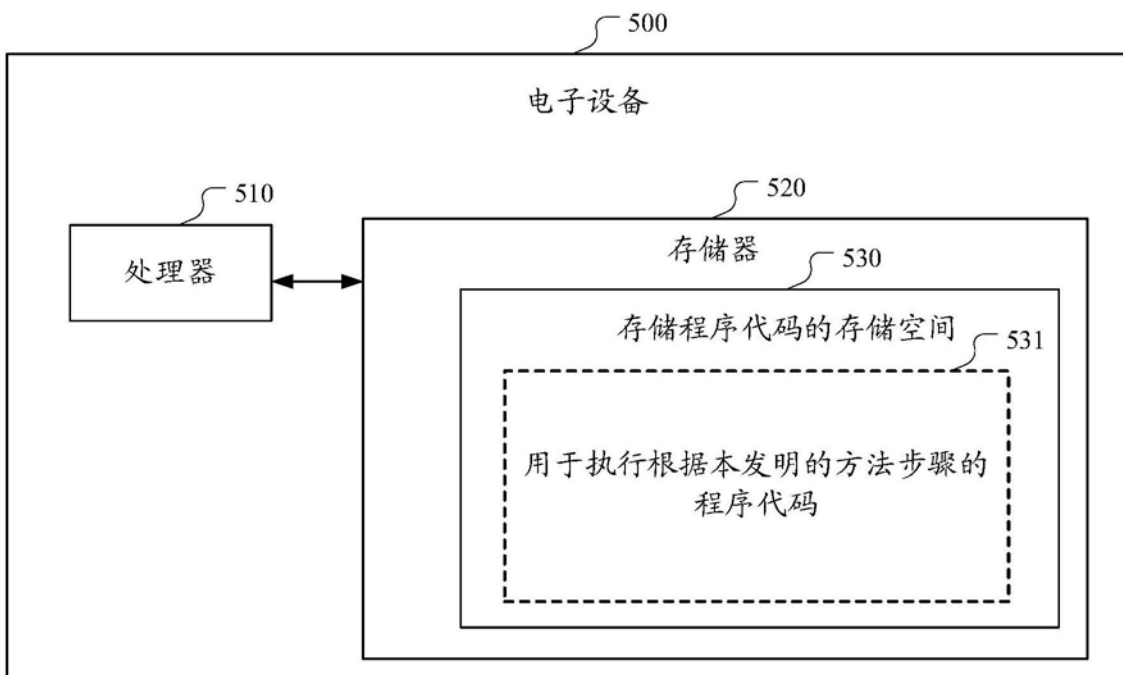 500
电子设备
510
处理器
520
存储器
530
存储程序代码的存储空间
531
用于执行根据本发明的方法步骤的
程序代码